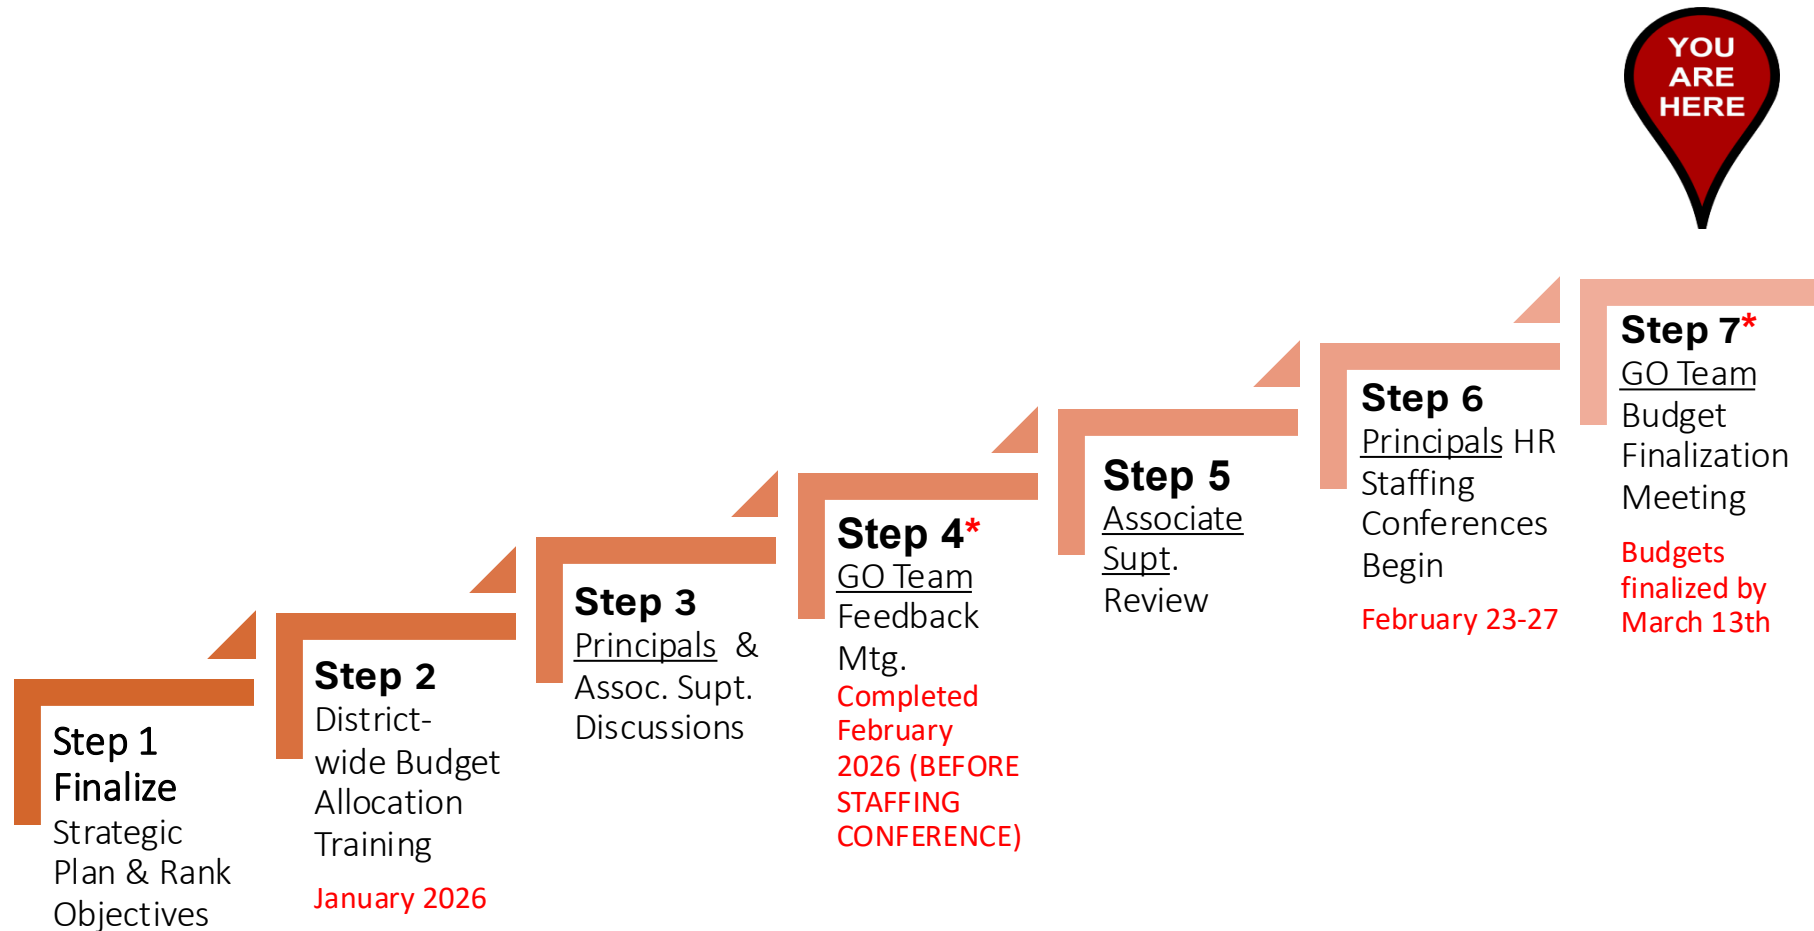 YOU
ARE
HERE
Step 1
Finalize
Strategic
Plan & Rank
Objectives
Step 2
District-
wide Budget
Allocation
Training
January 2026
Step 3
Principals & 
Assoc. Supt.
Discussions
Step 4*
GO Team
Feedback
Mtg.
Completed
February
2026 (BEFORE
STAFFING
CONFERENCE)
Step 5
Associate
Supt.
Review
Step 6
Principals HR
Staffing
Conferences
Begin
February 23-27
Step 7*
GO Team
Budget
Finalization
Meeting
Budgets
finalized by
March 13th